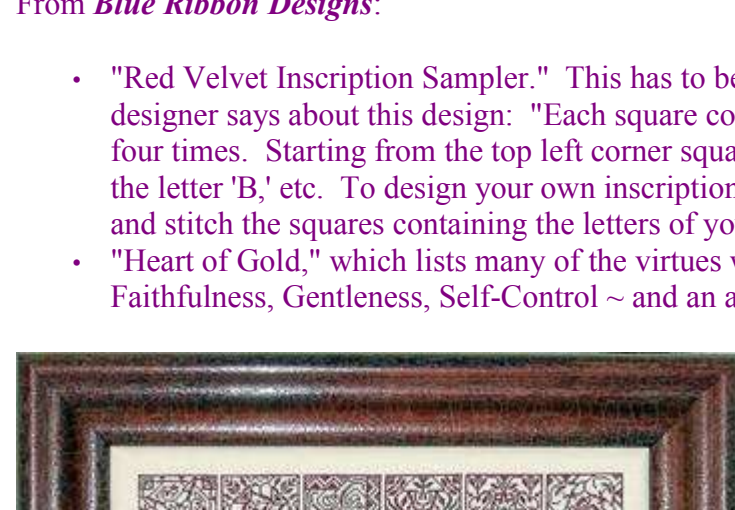 From Blue Ribbon Designs:
• "Red Velvet Inscription Sampler." This has to be
designer says about this design: "Each square co
four times. Starting from the top left corner squa
the letter 'B,' etc. To design your own inscription
and stitch the squares containing the letters of yo
• "Heart of Gold," which lists many of the virtues v
Faithfulness, Gentleness, Self-Control ~ and an a